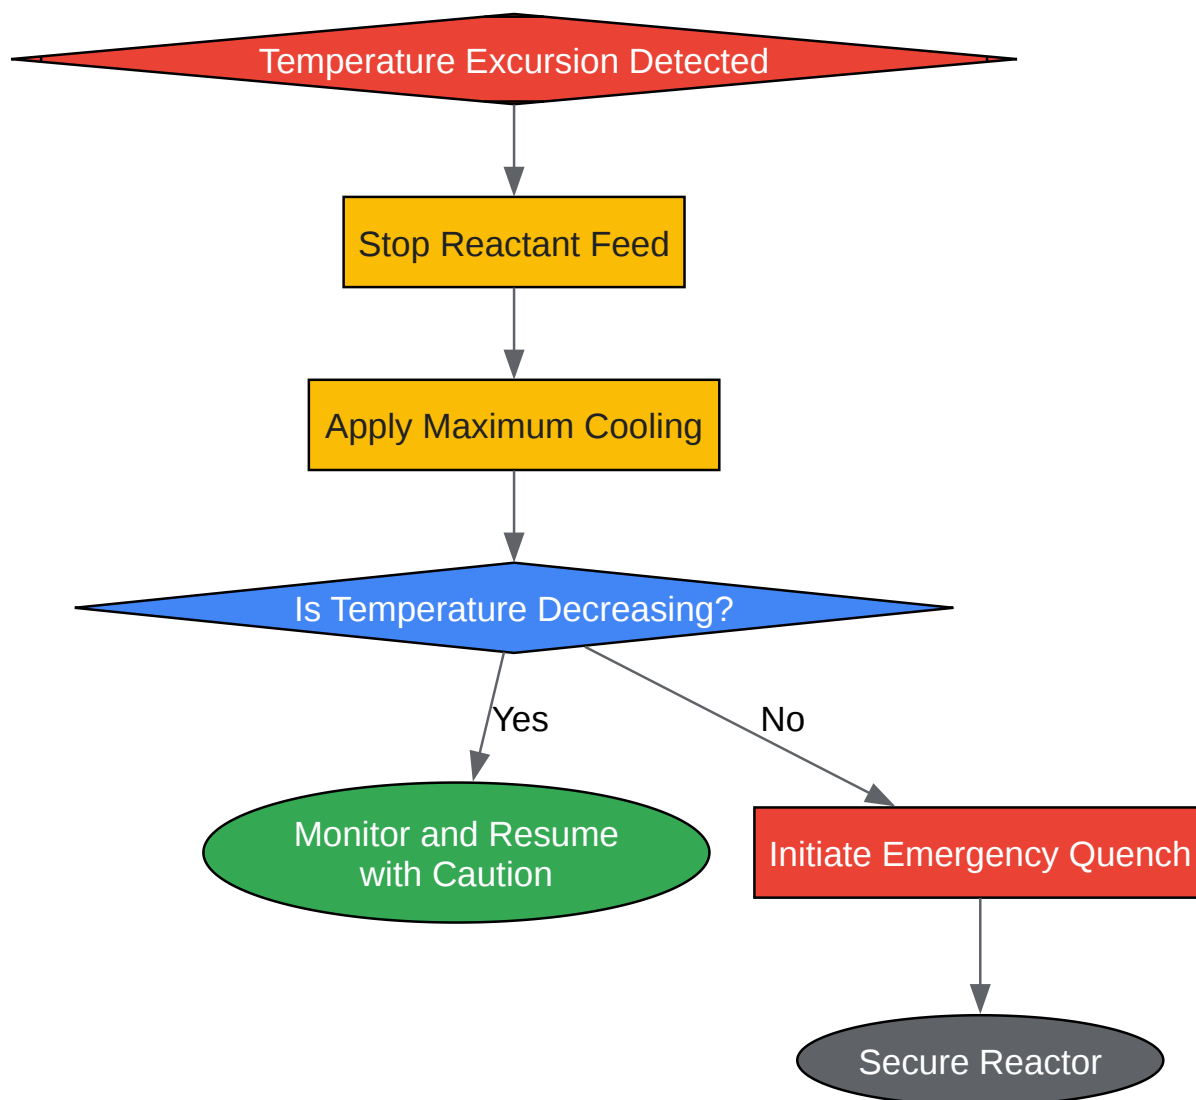 Temperature Excursion Detected
Stop Reactant Feed
Apply Maximum Cooling
Is Temperature Decreasing?
Yes
No
Monitor and Resume
with Caution
Initiate Emergency Quench
Secure Reactor